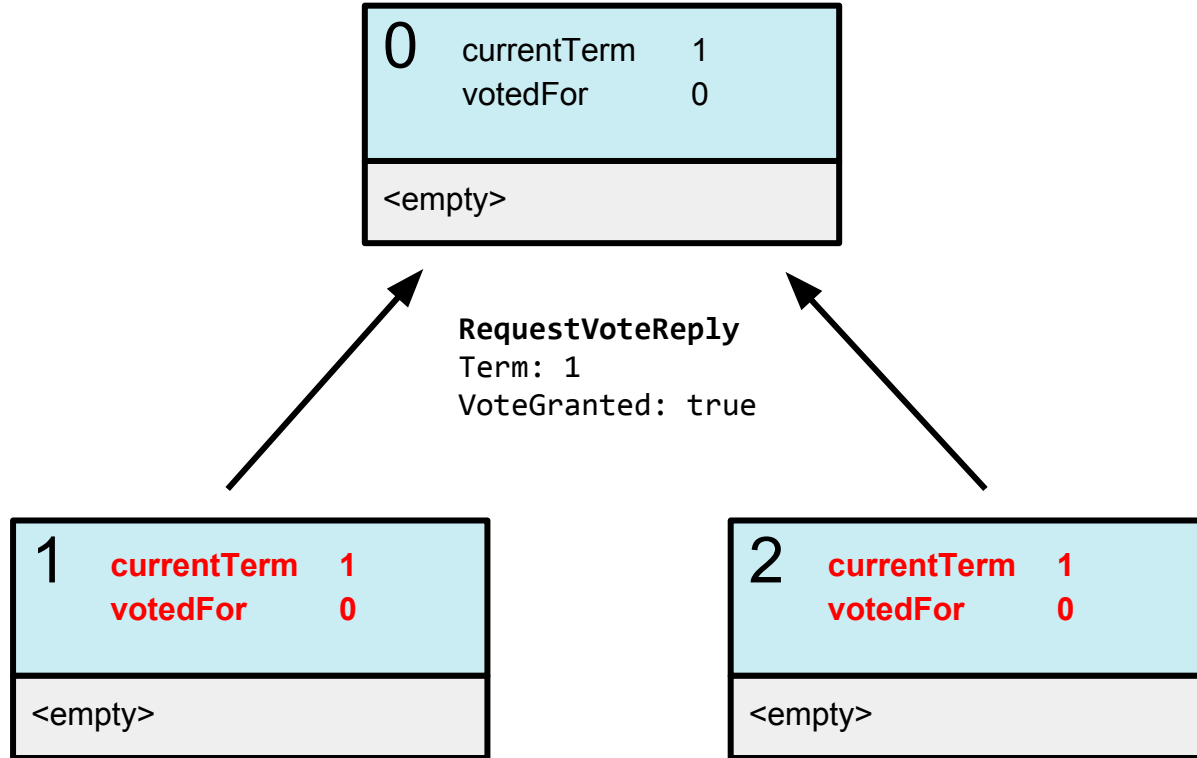 0
currentTerm 1
votedFor 0
<empty>
RequestVoteReply
Term: 1
VoteGranted: true
1
currentTerm 1
votedFor 0
<empty>
2
currentTerm 1
votedFor 0
<empty>